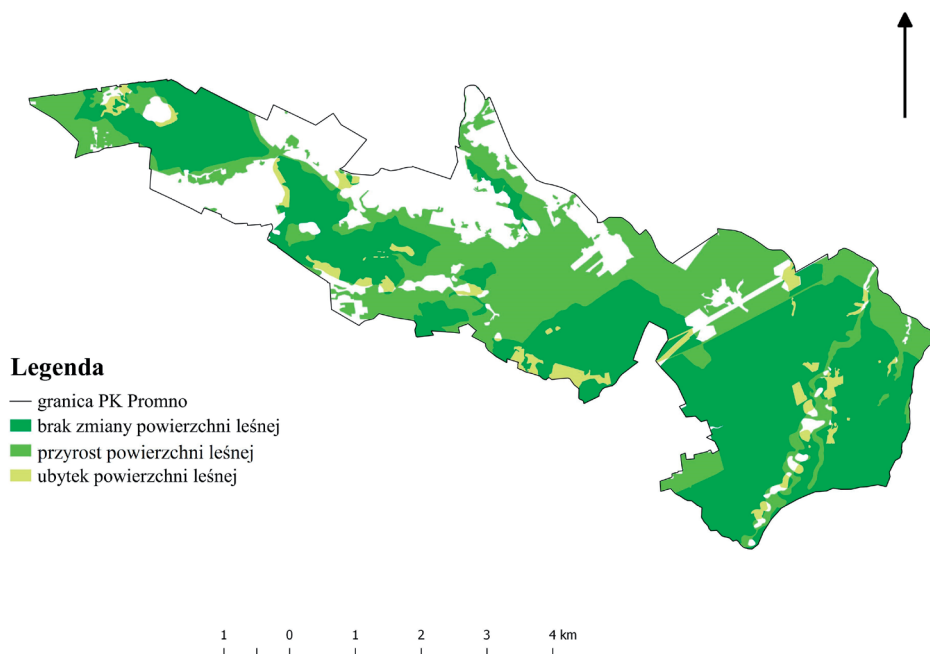 Legenda
granica PK Promno
brak zmiany powierzchni leśnej
przyrost powierzchni leśnej
ubytek powierzchni leśnej
1 0 1 2 3 4 km